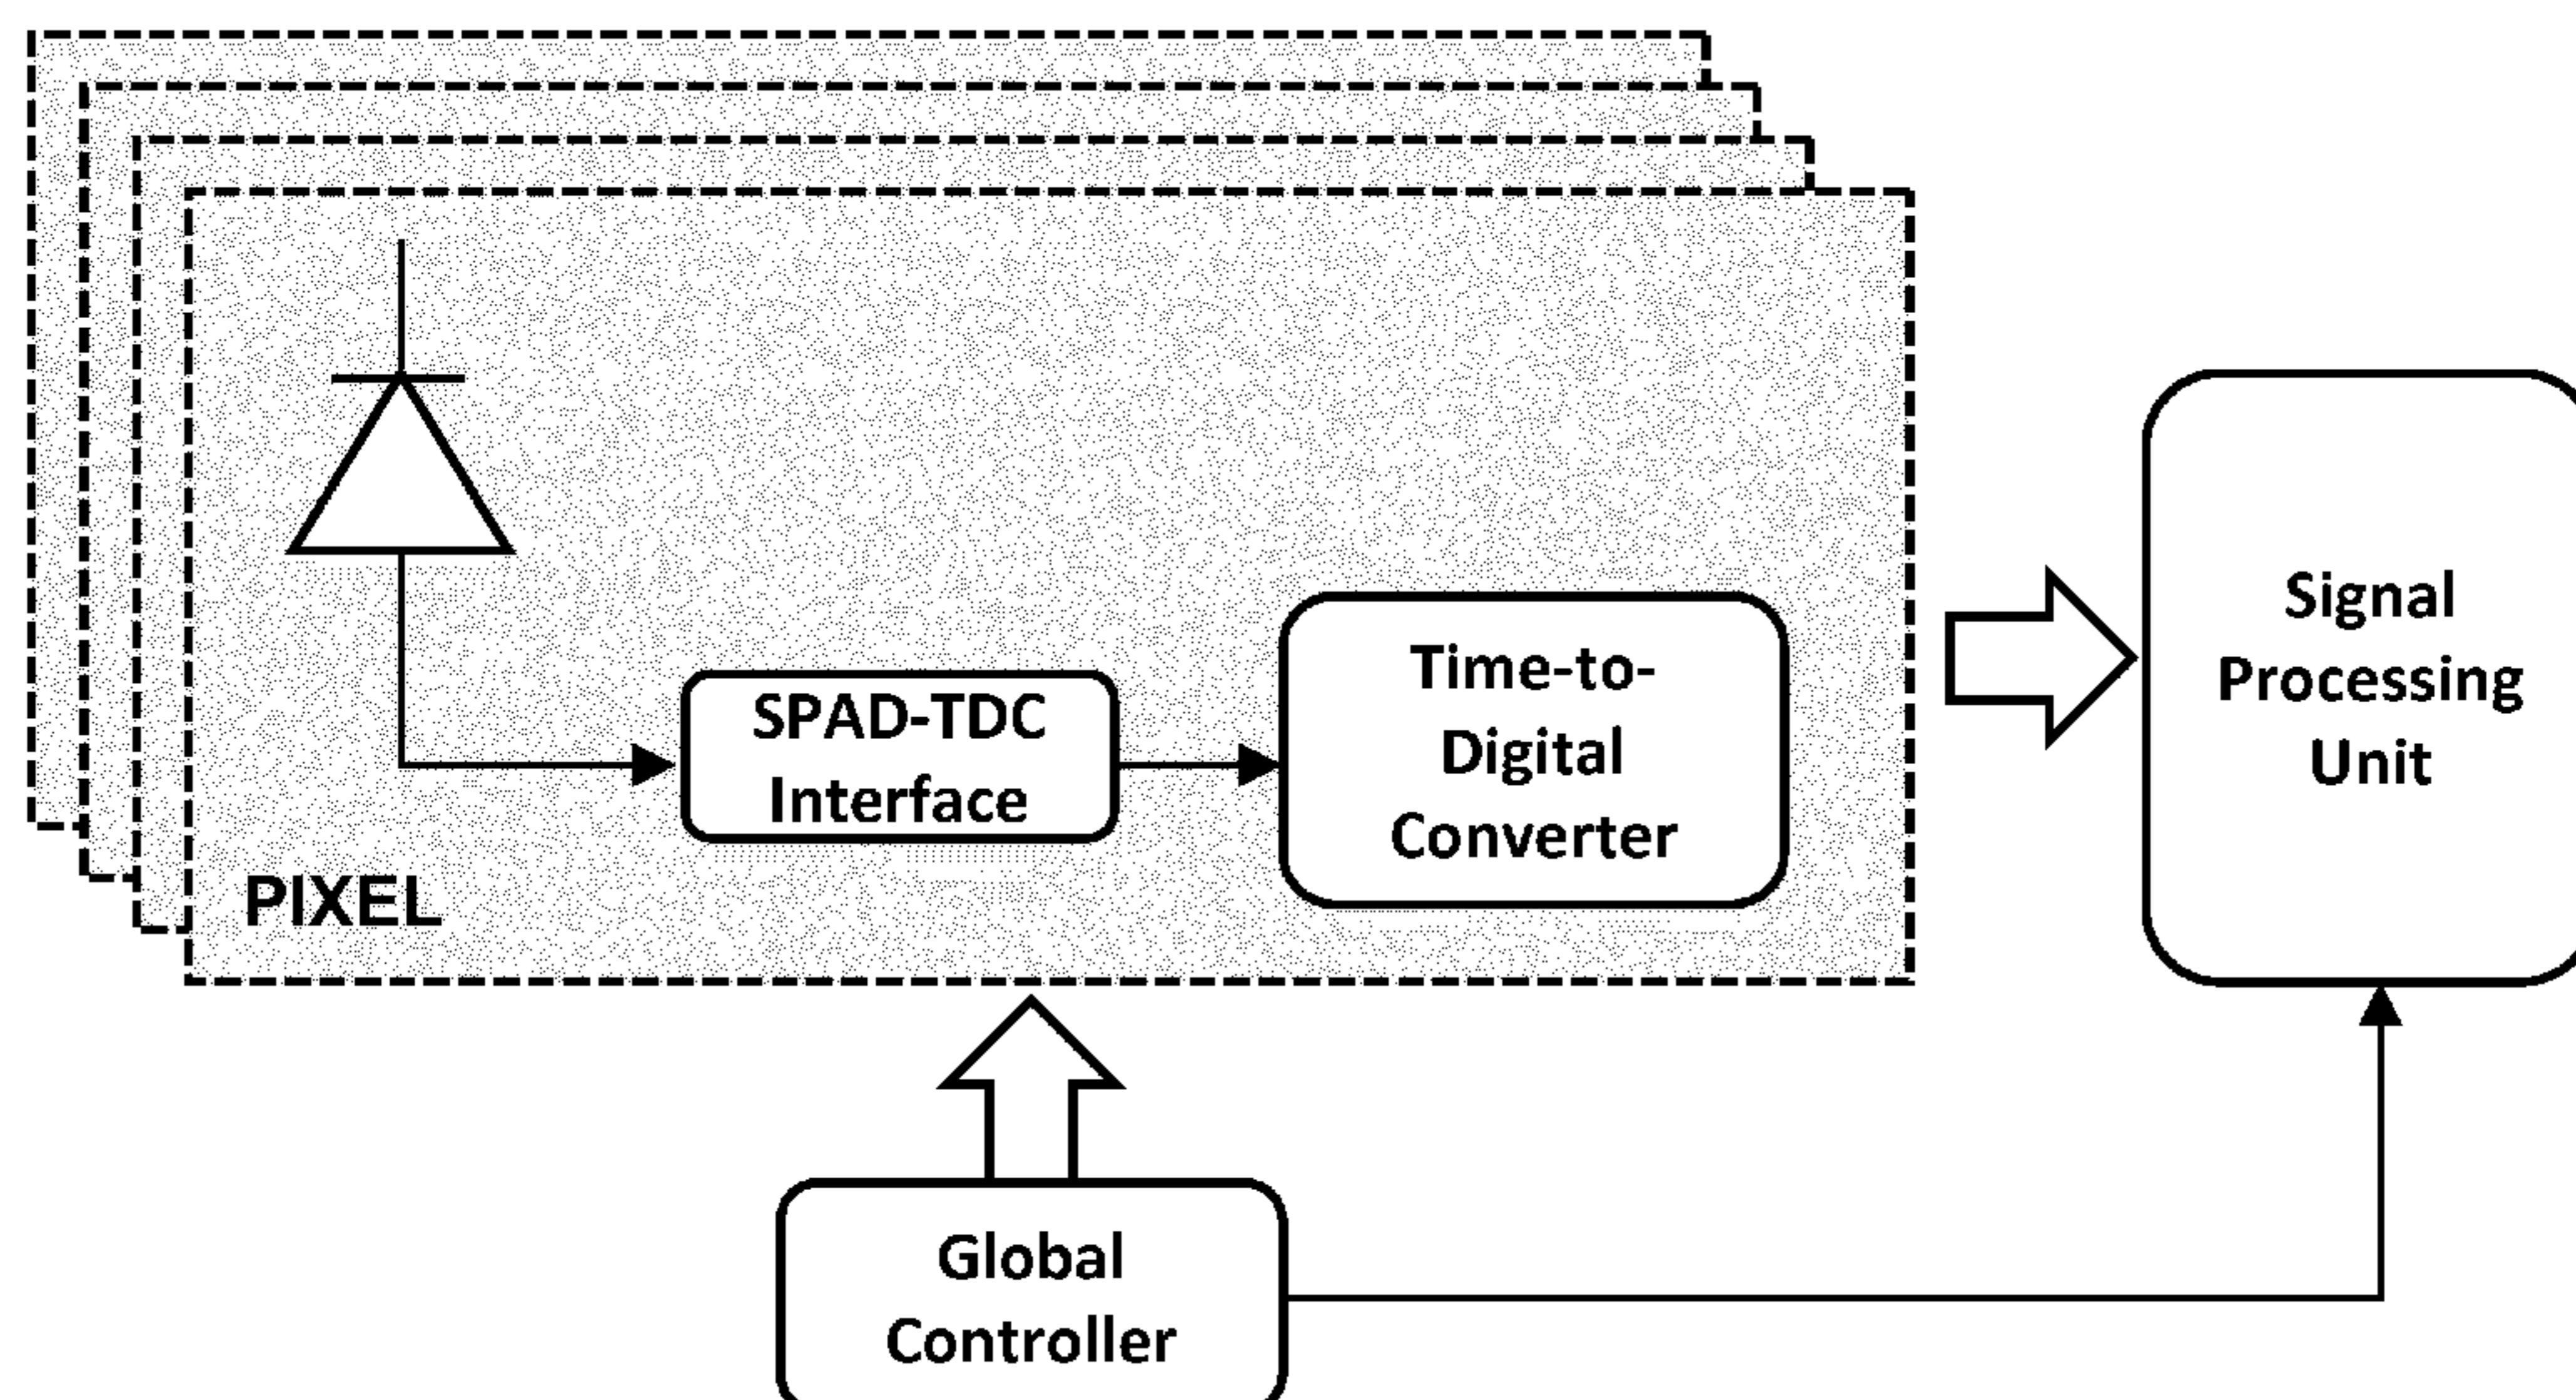 SPAD-TDC
Interface
Time-to-
Digital
Converter
PIXEL
Signal
Processing
Unit
Global
Controller